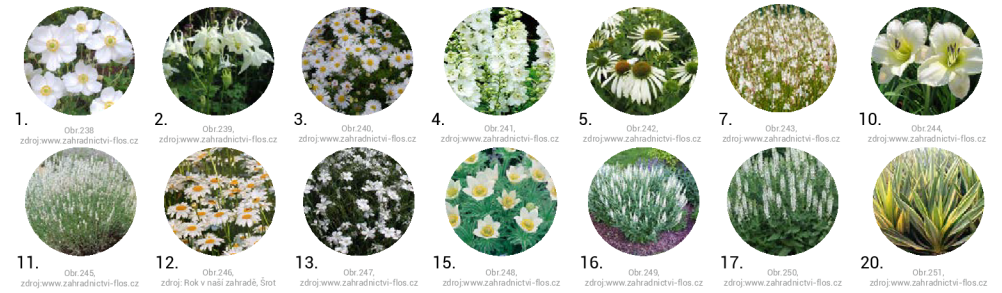 1. 2. 3. 4. 5. 7. 10.
Obr.238 Obr.239, Obr.240, Obr.241, Obr.242, Obr.243, Obr.244,
zdroj:www.zahradnictvi-flos.cz zdroj:www.zahradnictvi-flos.cz zdroj:www.zahradnictvi-flos.cz zdroj:www.zahradnictvi-flos.cz zdroj:www.zahradnictvi-flos.cz zdroj:www.zahradnictvi-flos.cz zdroj:www.zahradnictvi-flos.cz
11. 12. 13. 15. 16. 17. 20.
Obr.245, Obr.246, Obr.247, Obr.248, Obr.249, Obr.250, Obr.251,
zdroj:www.zahradnictvi-flos.cz zdroj: Rok v naší zahradě, Šrot zdroj:www.zahradnictvi-flos.cz zdroj:www.zahradnictvi-flos.cz zdroj:www.zahradnictvi-flos.cz zdroj:www.zahradnictvi-flos.cz zdroj:www.zahradnictvi-flos.cz